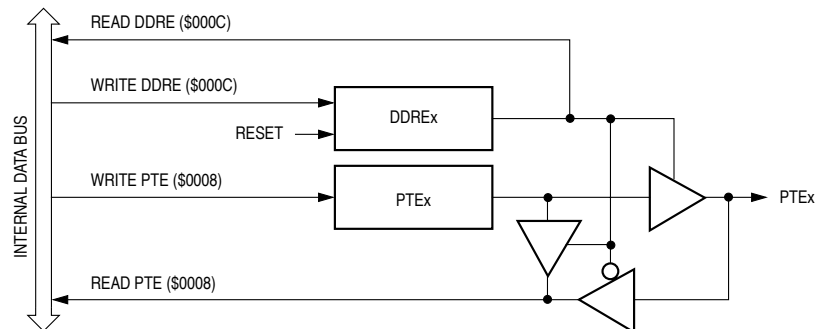 READ DDRE ($000C)
WRITE DDRE ($000C)
DDREx
RESET
WRITE PTE ($0008)
PTEx
PTEx
READ PTE ($0008)
INTERNAL DATA BUS